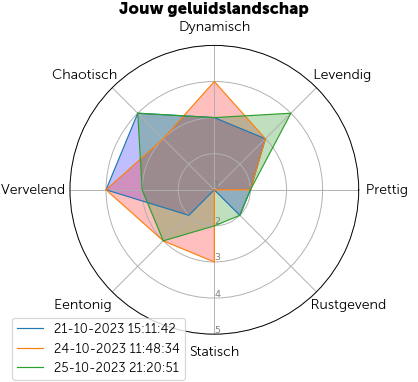 Jouw geluidslandschap
Dynamisch
Chaotisch
Levendig
Vervelend
Prettig
2
3
4
5
Eentonig
Rustgevend
Statisch
21-10-2023 15:11:42
24-10-2023 11:48:34
25-10-2023 21:20:51